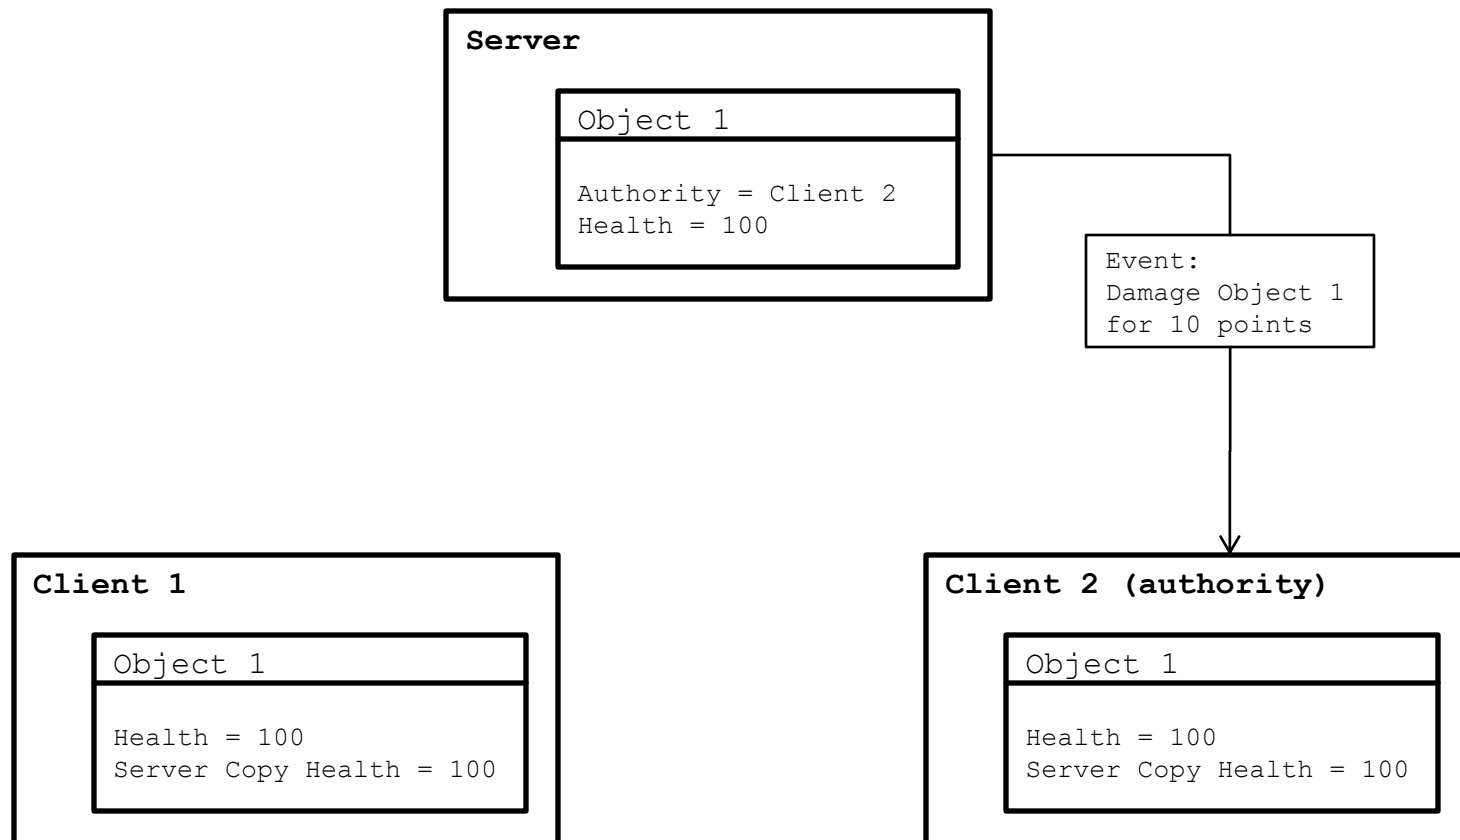 Server
Object 1
Authority = Client 2
Health = 100
Event:
Damage Object 1
for 10 points
Client 1
Object 1
Health = 100
Server Copy Health = 100
Client 2 (authority)
Object 1
Health = 100
Server Copy Health = 100